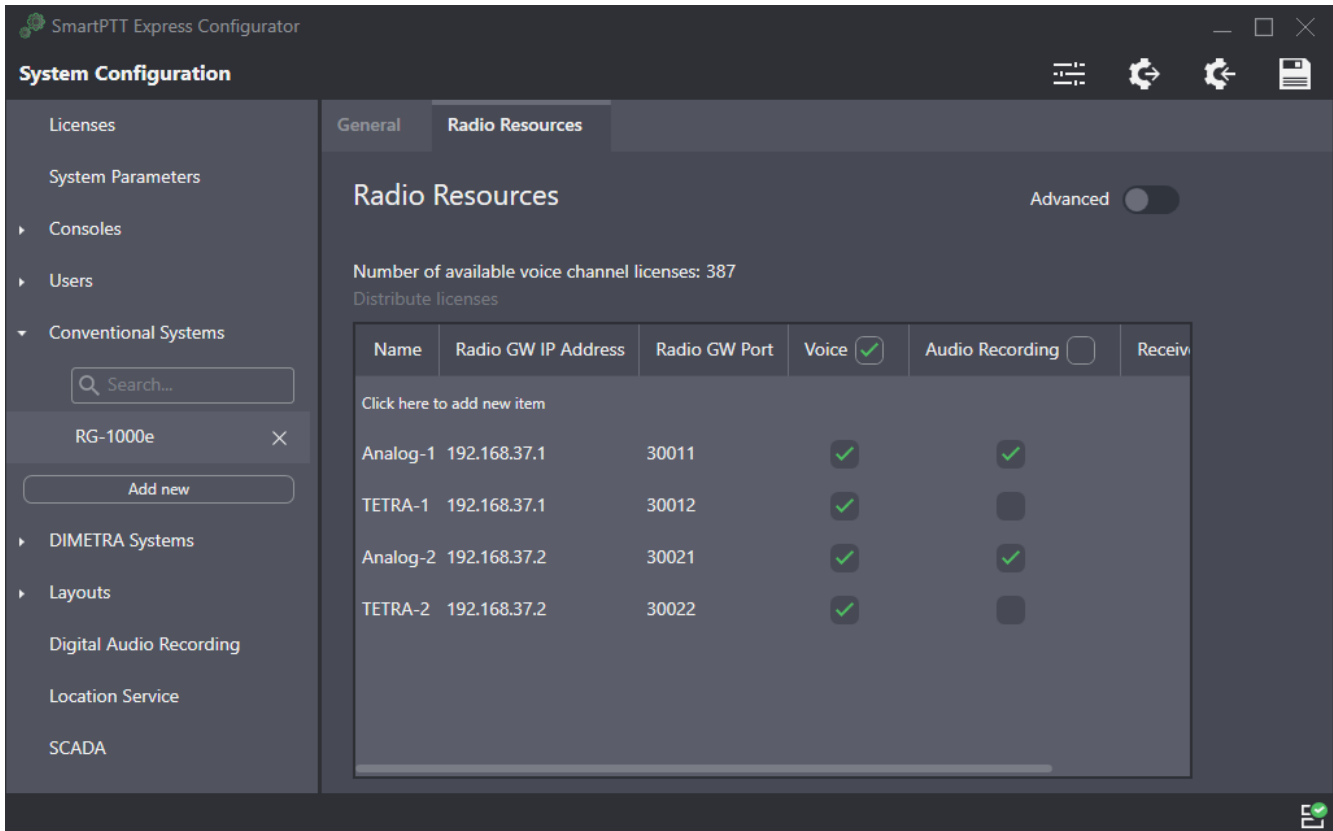 SmartPTT Express Configurator
System Configuration
Licenses
System Parameters
Consoles
Users
Conventional Systems
Search...
RG-1000e
Add new
DIMETRA Systems
Layouts
Digital Audio Recording
Location Service
SCADA
General Radio Resources
Radio Resources
Advanced
Number of available voice channel licenses: 387
Distribute licenses
Name Radio GW IP Address Radio GW Port Voice Audio Recording Receiv
Click here to add new item
Analog-1 192.168.37.1 30011
TETRA-1 192.168.37.1 30012
Analog-2 192.168.37.2 30021
TETRA-2 192.168.37.2 30022